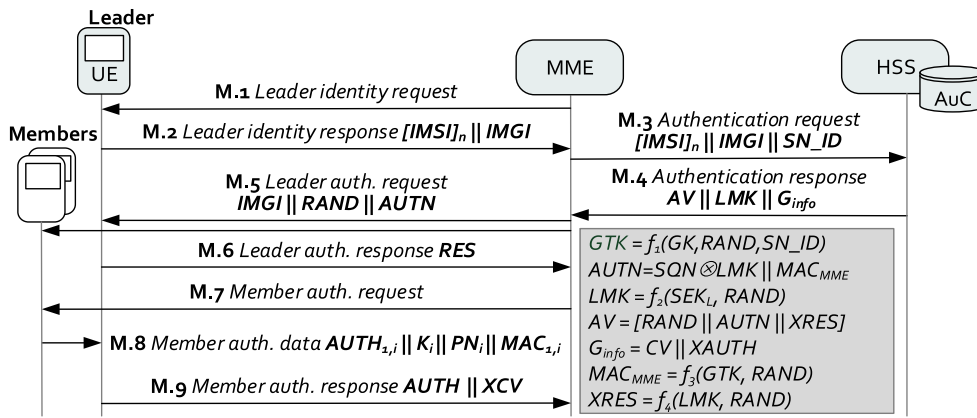 Leader
UE
MME
HSS
AuC
M.1 Leader identity request
Members
M.2 Leader identity response [IMSI]ₙ || IMGI
M.3 Authentication request
[IMSI]ₙ || IMGI || SN_ID
M.4 Authentication response
AV || LMK || Gᵢₙfₒ
M.5 Leader auth. request
IMGI || RAND || AUTN
M.6 Leader auth. response RES
M.7 Member auth. request
M.8 Member auth. data AUTH₁,ᵢ || Kᵢ || PNᵢ || MAC₁,ᵢ
M.9 Member auth. response AUTH || XCV
GTK = f₁(GK,RAND,SN_ID)
AUTN=SQN⊗LMK || MAC_MME
LMK = f₂(SEK_L, RAND)
AV = [RAND || AUTN || XRES]
Gᵢₙfₒ = CV || XAUTH
MAC_MME = f₃(GTK, RAND)
XRES = f₄(LMK, RAND)